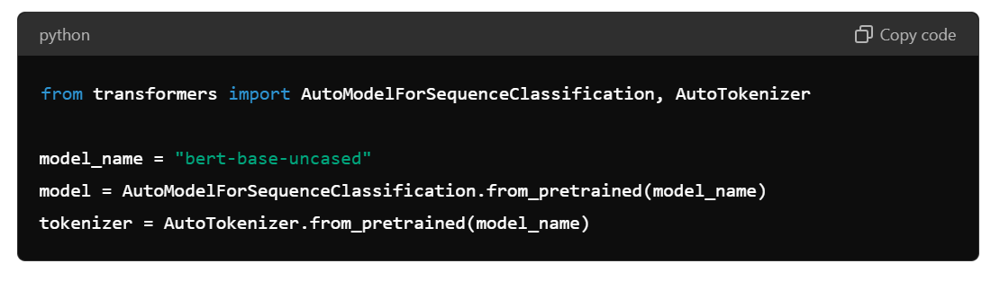 python
Copy code
from transformers import AutoModelForSequenceClassification, AutoTokenizer
model_name = "bert-base-uncased"
model = AutoModelForSequenceClassification.from_pretrained(model_name)
tokenizer = AutoTokenizer.from_pretrained(model_name)